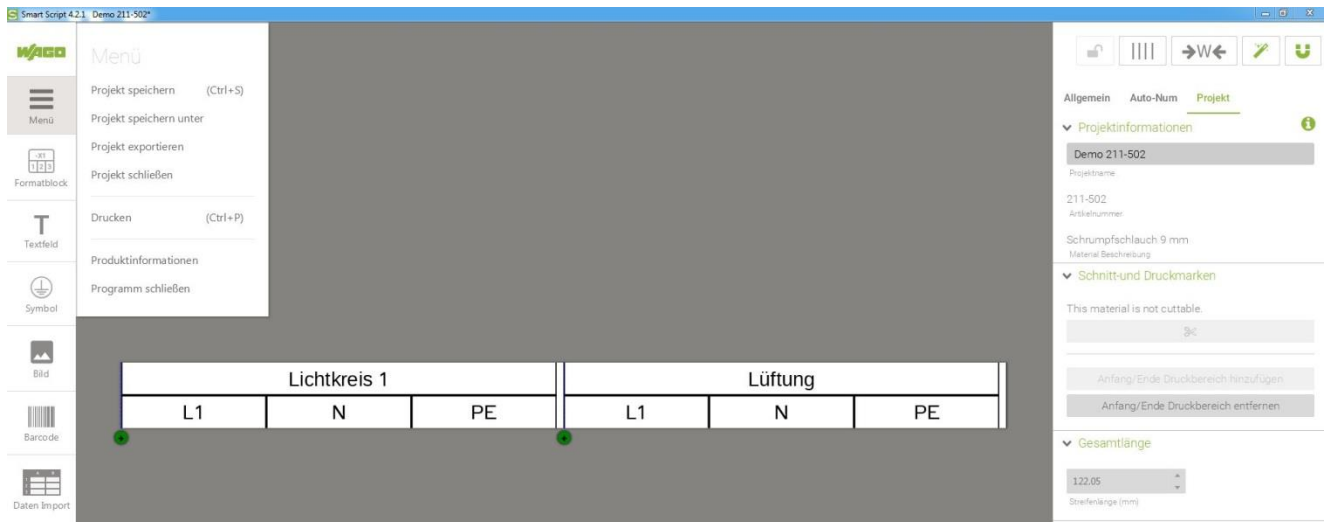 Smart Script 4.2.1 Demo 211-502*
WAGO
Menü
Formatblock
-X1
1 2 3
T
Textfeld
Symbol
Bild
Barcode
Daten Import
Menü
Projekt speichern (Ctrl+S)
Projekt speichern unter
Projekt exportieren
Projekt schließen
Drucken (Ctrl+P)
Produktinformationen
Programm schließen
Lichtkreis 1 Lüftung
L1 N PE L1 N PE
W
Allgemein Auto-Num Projekt
Projektinformationen
Demo 211-502
Projektname
211-502
Artikelnummer
Schrumpfschlauch 9 mm
Material Beschreibung
Schnitt-und Druckmarken
This material is not cuttable.
Anfang/Ende Druckbereich hinzufügen
Anfang/Ende Druckbereich entfernen
Gesamtlänge
122.05
Streifenlänge (mm)